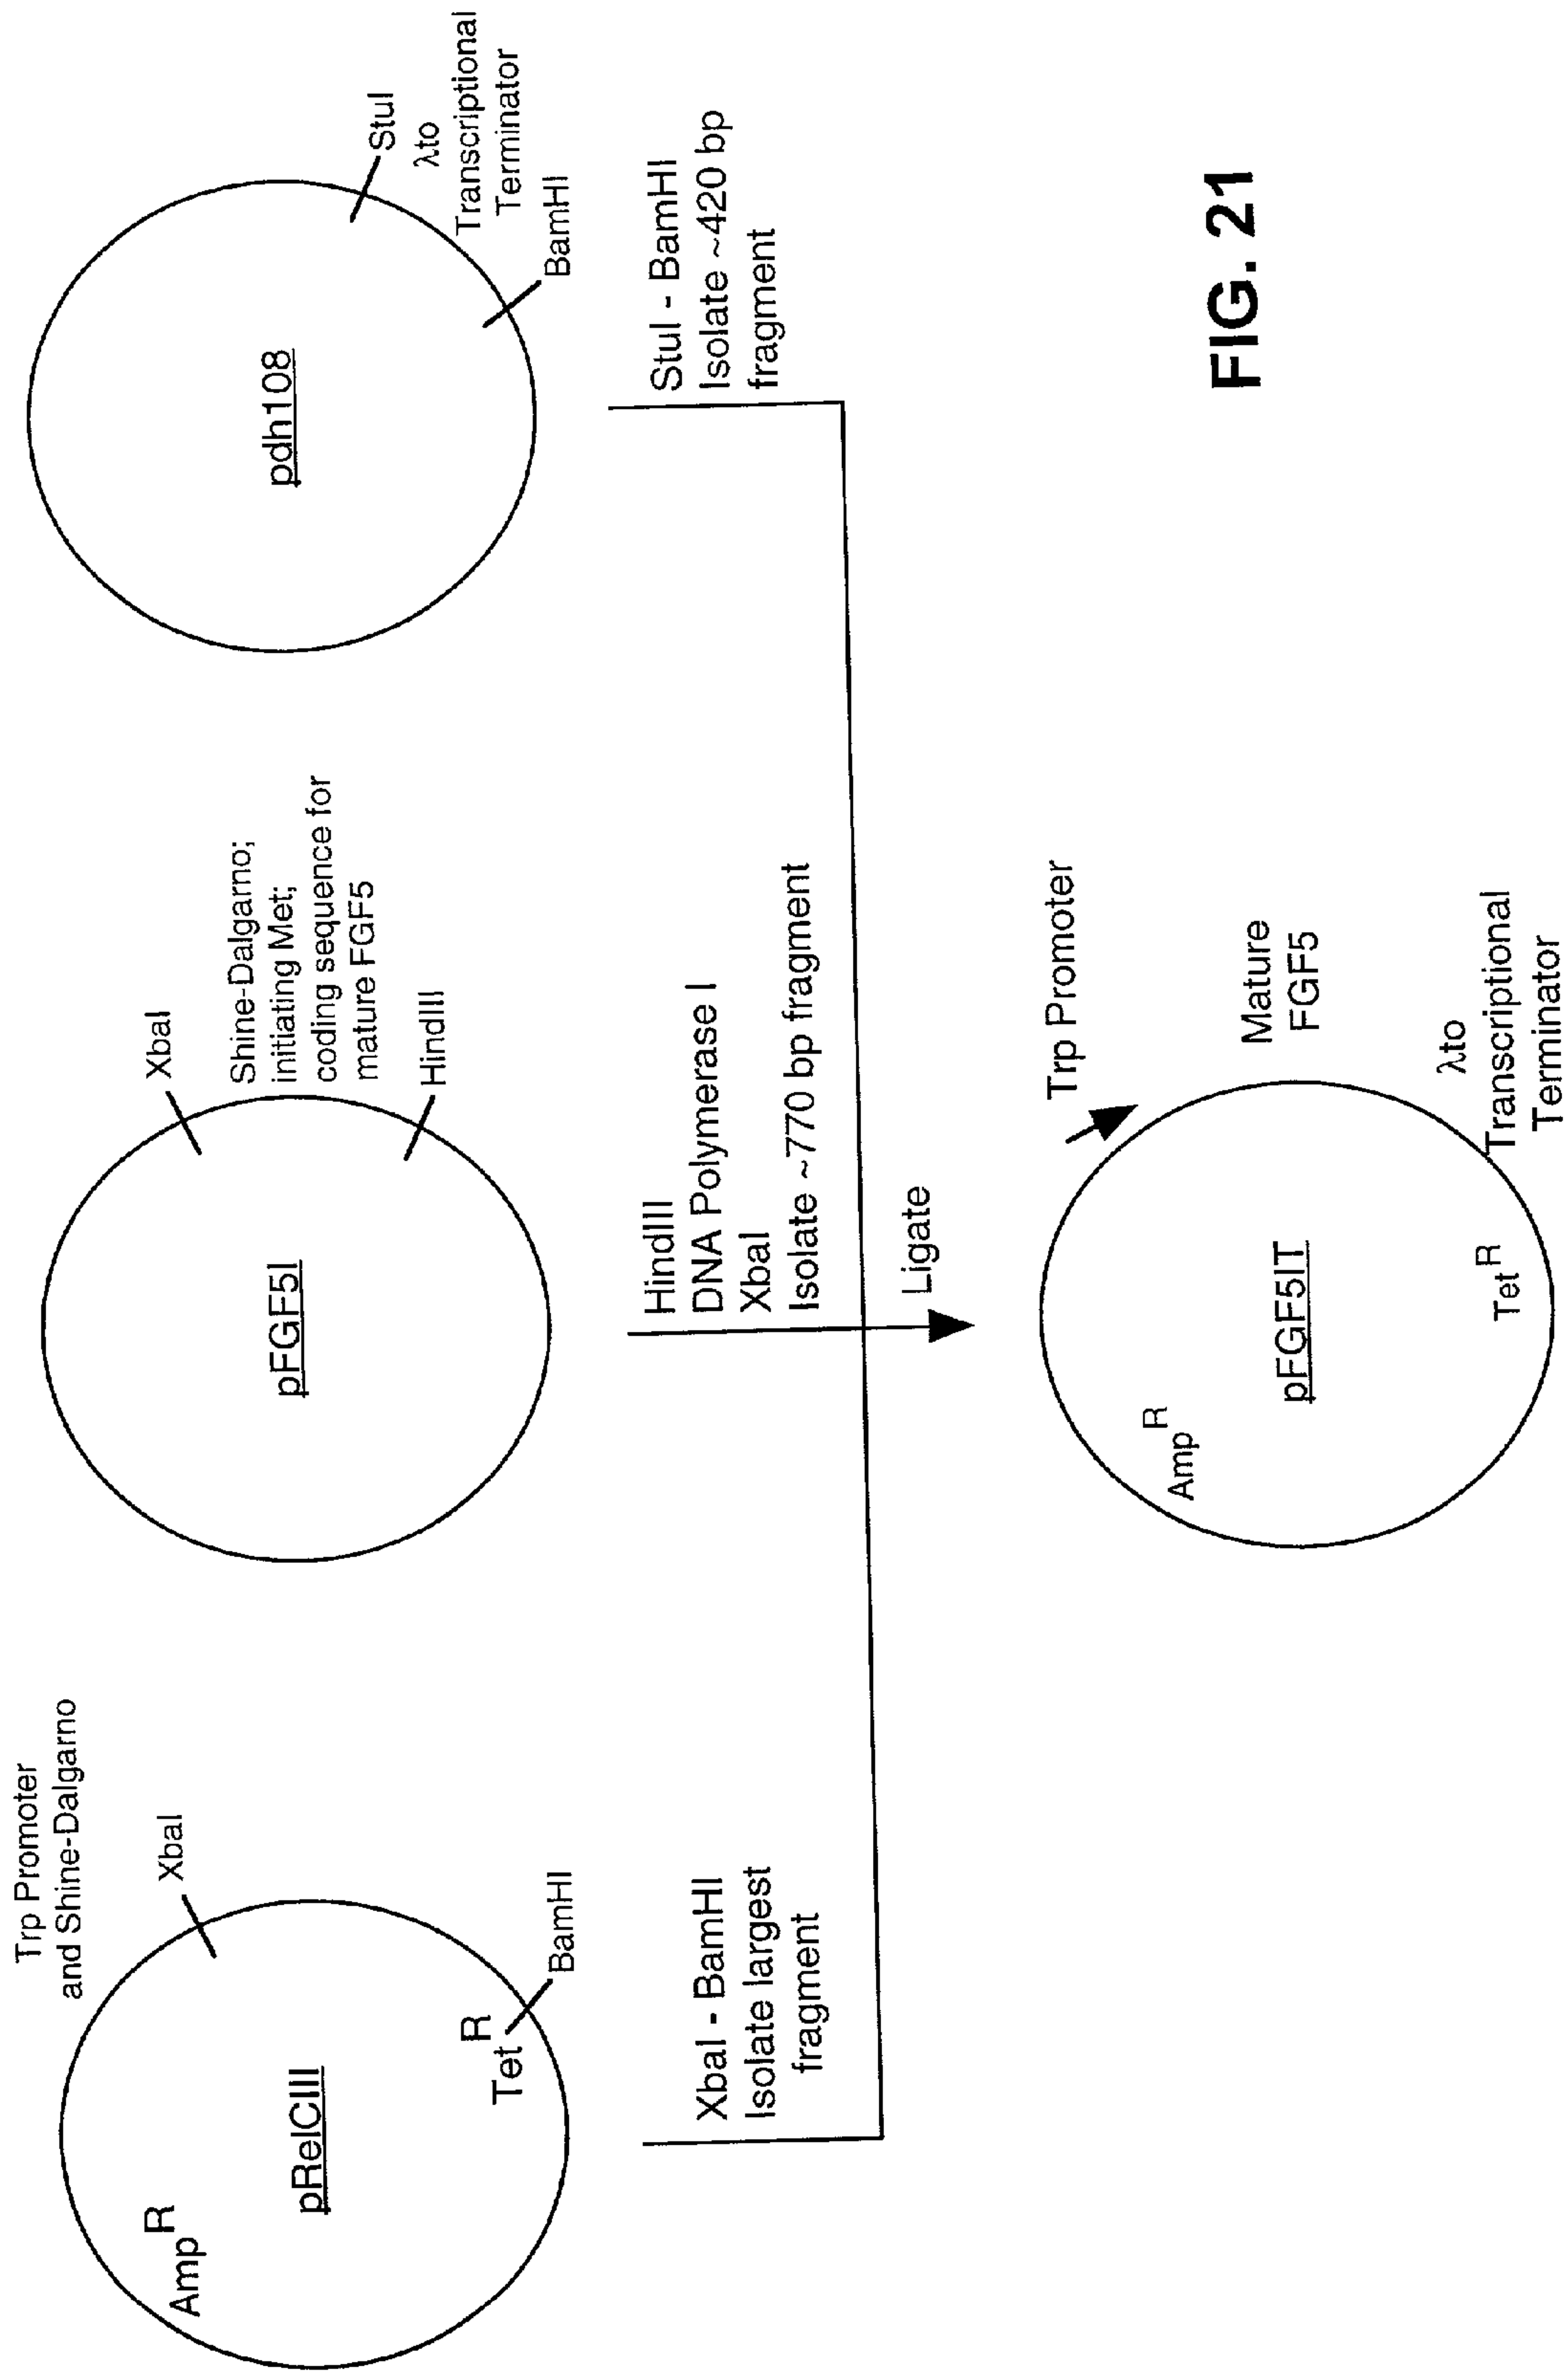 Trp Promoter
and Shine-Dalgarno
XbaI
Amp R
pRelCIII
Tet R
BamHI
XbaI - BamHI
Isolate largest
fragment
XbaI
pFGF5I
Shine-Dalgarno;
initiating Met;
coding sequence for
mature FGF5
HindIII
HindIII
DNA Polymerase I
XbaI
Isolate ~770 bp fragment
pdh108
StuI
λto
Transcriptional
Terminator
BamHI
StuI - BamHI
Isolate ~420 bp
fragment
Ligate
Trp Promoter
Amp R
pFGF5IT
Mature
FGF5
Tet R
λto
Transcriptional
Terminator
FIG. 21